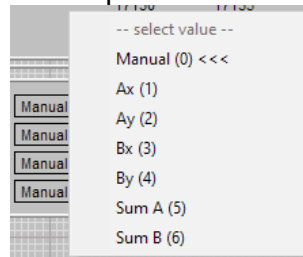 -- select value --
Manual (0) <<<
Ax (1)
Manual
Ay (2)
Manual
Bx (3)
Manual
By (4)
Manual
Sum A (5)
Sum B (6)